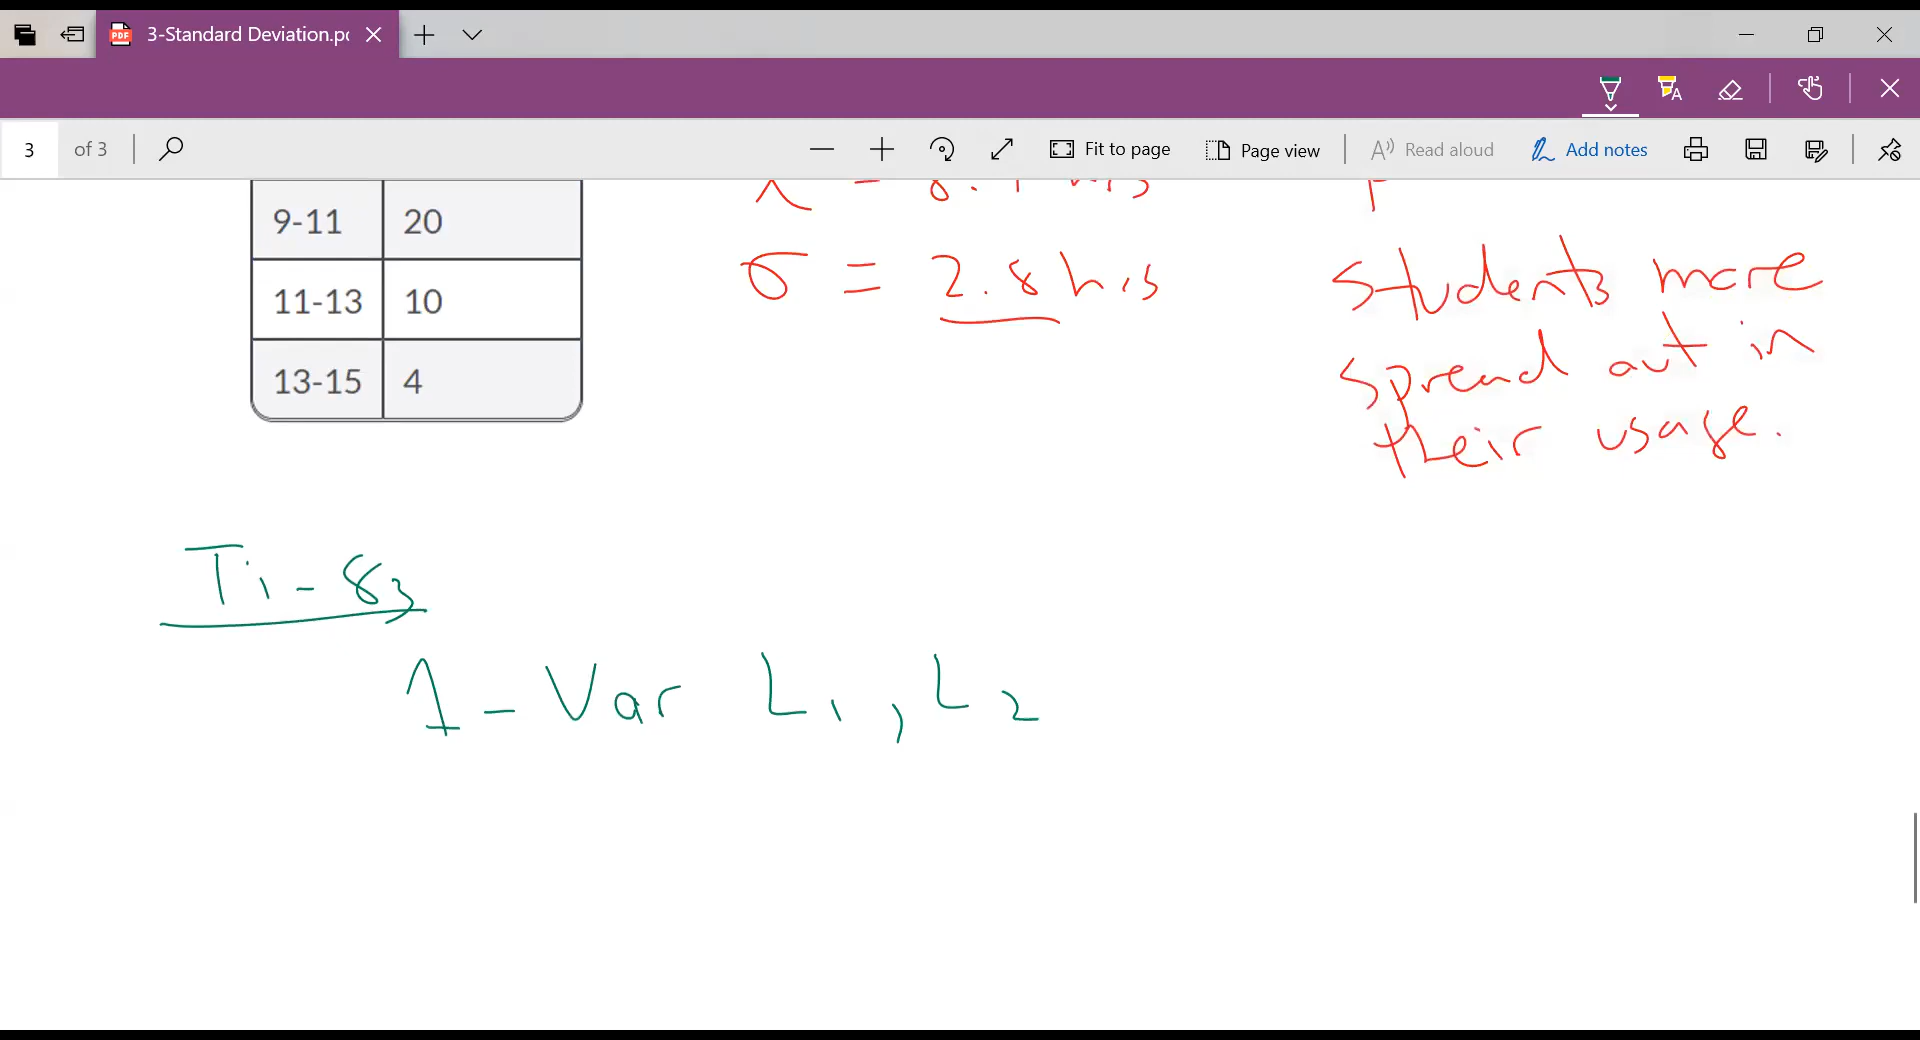 3-Standard Deviation.pd
3 of 3 Fit to page Page view Read aloud Add notes
9-11 20
11-13 10
13-15 4
σ = 2.8 hrs
students more
spread out in
their usage.
Ti-83
1-Var L1, L2